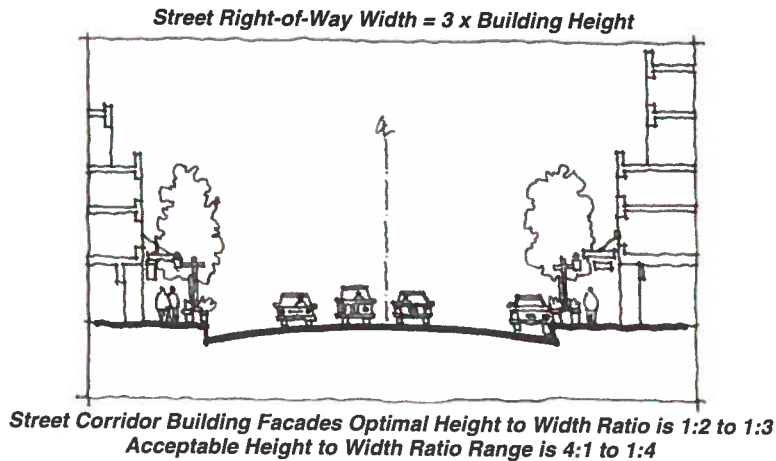 Street Right-of-Way Width = 3 x Building Height
Street Corridor Building Facades Optimal Height to Width Ratio is 1:2 to 1:3
Acceptable Height to Width Ratio Range is 4:1 to 1:4